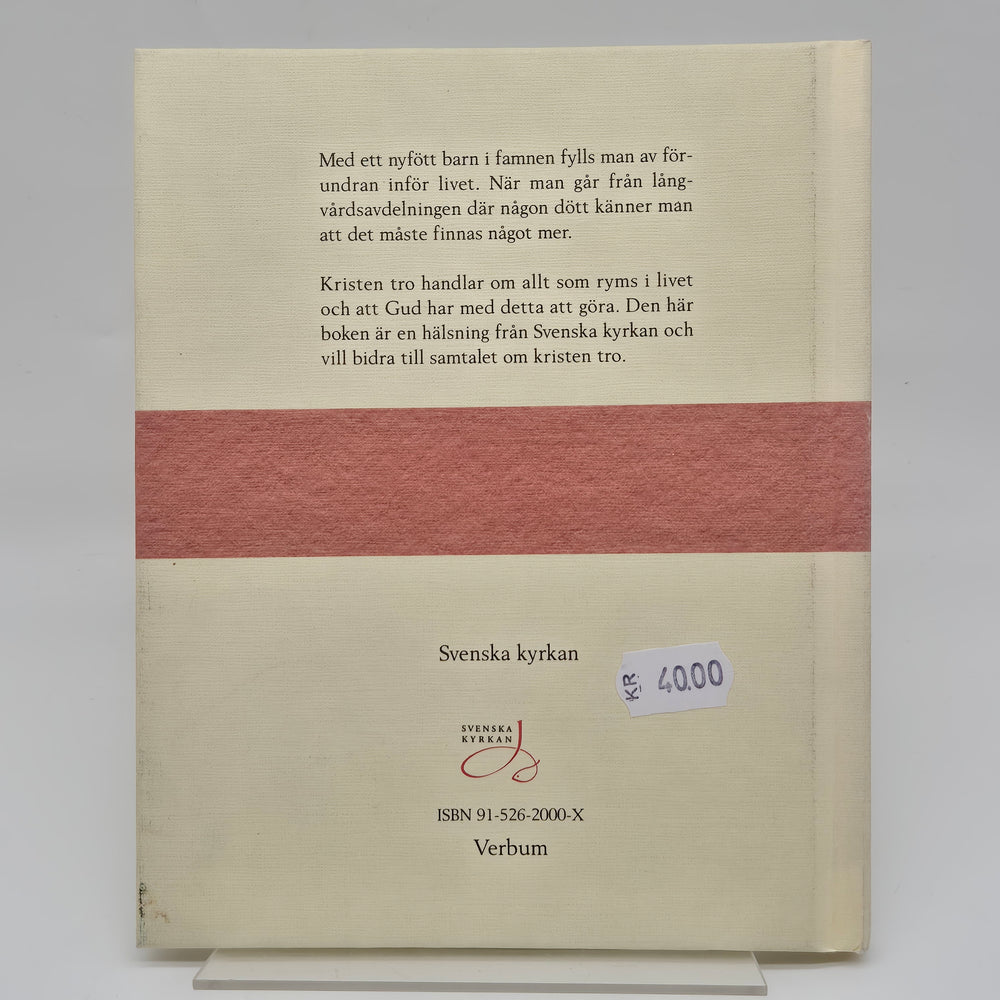 Med ett nyfött barn i famnen fylls man av för-
undran inför livet. När man går från lång-
vårdsavdelningen där någon dött känner man
att det måste finnas något mer.
Kristen tro handlar om allt som ryms i livet
och att Gud har med detta att göra. Den här
boken är en hälsning från Svenska kyrkan och
vill bidra till samtalet om kristen tro.
Svenska kyrkan
KR 40.00
SVENSKA
KYRKAN
ISBN 91-526-2000-X
Verbum